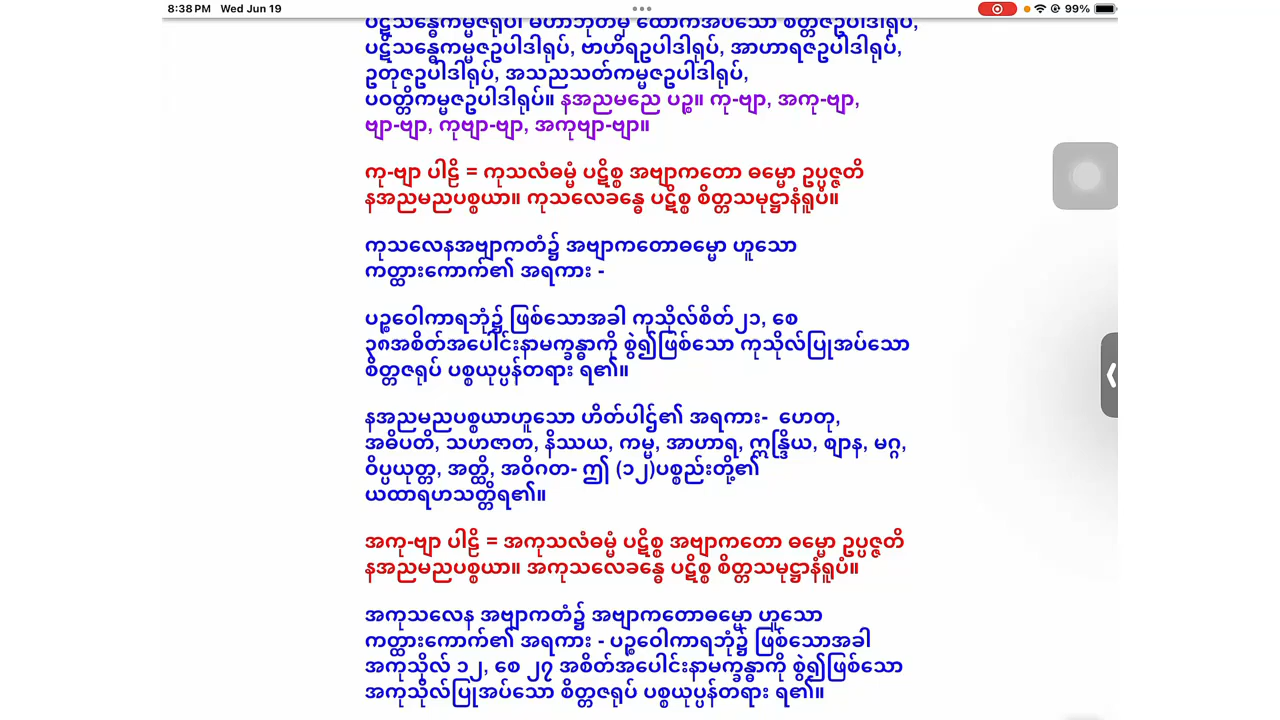 8:38 PM Wed Jun 19
99%
ပဋိသန္ဓေကမ္မဇရုပ်၊ မဟာဘုတ်မှ ထောက်အပ်သော စိတ္တဇဥပါဒါရုပ်,
ပဋိသန္ဓေကမ္မဇဥပါဒါရုပ်, ဗာဟိရဥပါဒါရုပ်, အာဟာရဇဥပါဒါရုပ်,
ဥတုဇဥပါဒါရုပ်, အသညသတ်ကမ္မဇဥပါဒါရုပ်,
ပဝတ္တိကမ္မဇဥပါဒါရုပ်။ နအညမညေ ပဉ္စ။ ကု-ဗျာ, အကု-ဗျာ,
ဗျာ-ဗျာ, ကုဗျာ-ဗျာ, အကုဗျာ-ဗျာ။
ကု-ဗျာ ပါဠိ = ကုသလံဓမ္မံ ပဋိစ္စ အဗျာကတော ဓမ္မော ဥပ္ပဇ္ဇတိ
နအညမညပစ္စယာ။ ကုသလေခန္ဓေ ပဋိစ္စ စိတ္တသမုဋ္ဌာနံရူပံ။
ကုသလေနအဗျာကတံ၌ အဗျာကတောဓမ္မော ဟူသော
ကတ္ထားကောက်၏ အရကား -
ပဉ္စဝေါကာရဘုံ၌ ဖြစ်သောအခါ ကုသိုလ်စိတ်၂၁, စေ
၃၈အစိတ်အပေါင်းနာမက္ခန္ဓာကို စွဲ၍ဖြစ်သော ကုသိုလ်ပြုအပ်သော
စိတ္တဇရုပ် ပစ္စယုပ္ပန်တရား ရ၏။
နအညမညပစ္စယာဟူသော ဟိတ်ပါဌ်၏ အရကား- ဟေတု,
အဓိပတိ, သဟဇာတ, နိဿယ, ကမ္မ, အာဟာရ, ဣန္ဒြိယ, ဈာန, မဂ္ဂ,
ဝိပ္ပယုတ္တ, အတ္ထိ, အဝိဂတ- ဤ (၁၂)ပစ္စည်းတို့၏
ယထာရဟသတ္တိရ၏။
အကု-ဗျာ ပါဠိ = အကုသလံဓမ္မံ ပဋိစ္စ အဗျာကတော ဓမ္မော ဥပ္ပဇ္ဇတိ
နအညမညပစ္စယာ။ အကုသလေခန္ဓေ ပဋိစ္စ စိတ္တသမုဋ္ဌာနံရူပံ။
အကုသလေန အဗျာကတံ၌ အဗျာကတောဓမ္မော ဟူသော
ကတ္ထားကောက်၏ အရကား - ပဉ္စဝေါကာရဘုံ၌ ဖြစ်သောအခါ
အကုသိုလ် ၁၂, စေ ၂၇ အစိတ်အပေါင်းနာမက္ခန္ဓာကို စွဲ၍ဖြစ်သော
အကုသိုလ်ပြုအပ်သော စိတ္တဇရုပ် ပစ္စယုပ္ပန်တရား ရ၏။